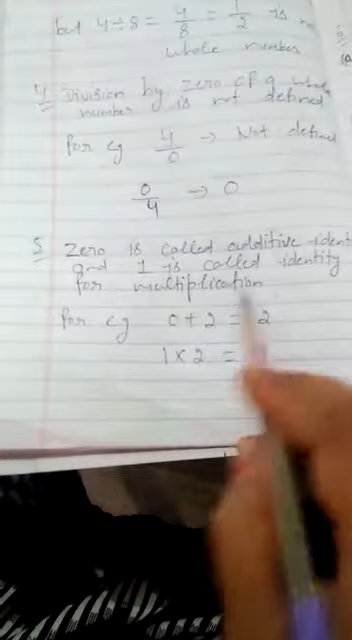 but 4÷8 = 4/8 = 1/2 is
whole number
4 Division by zero of a whole
number is not defined
for eg 4/0 → Not define
0/4 → 0
5 Zero is called additive ident
and 1 is called identity
for multiplication
for eg 0+2 = 2
1×2 =